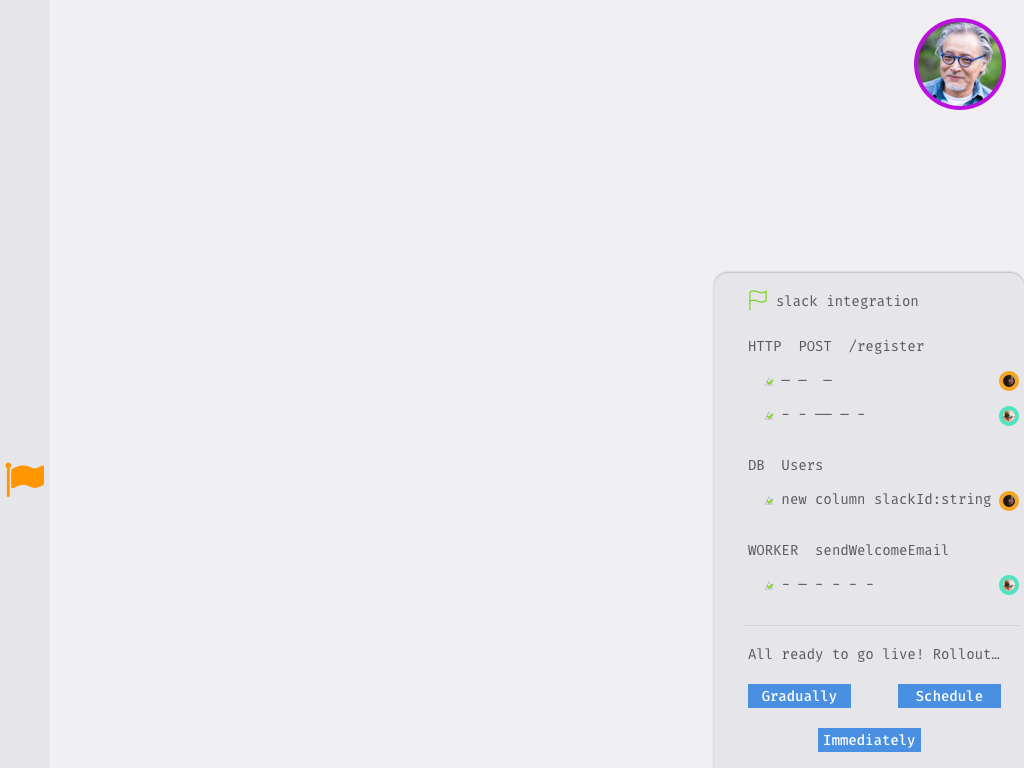 slack integration
HTTP POST /register
— — —
- - —— — -
DB Users
new column slackId:string
WORKER sendWelcomeEmail
- — - - - -
All ready to go live! Rollout…
Gradually
Schedule
Immediately